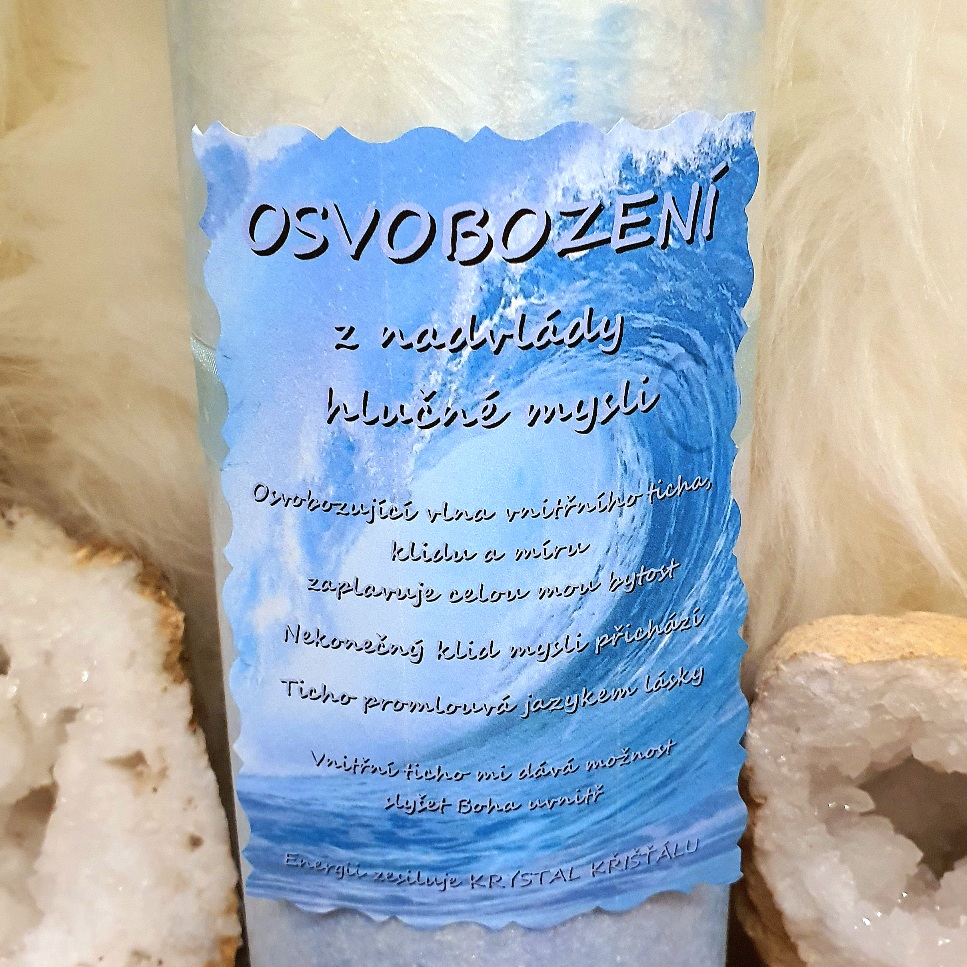 OSVOBOZENÍ
z nadvlády
hlučné mysli
Osvobozující vlna vnitřního ticha,
klidu a míru
zaplavuje celou mou bytost
Nekonečný klid mysli přichází
Ticho promlouvá jazykem lásky
Vnitřní ticho mi dává možnost
slyšet Boha uvnitř
Energii zesiluje KRYSTAL KŘIŠŤÁLU